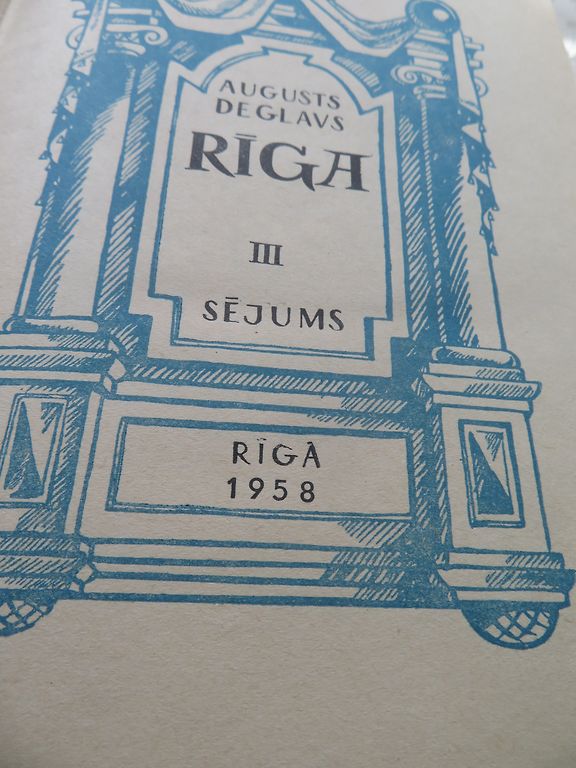 AUGUSTS
DEGLAVS
RĪGA
III
SĒJUMS
RĪGĀ
1958